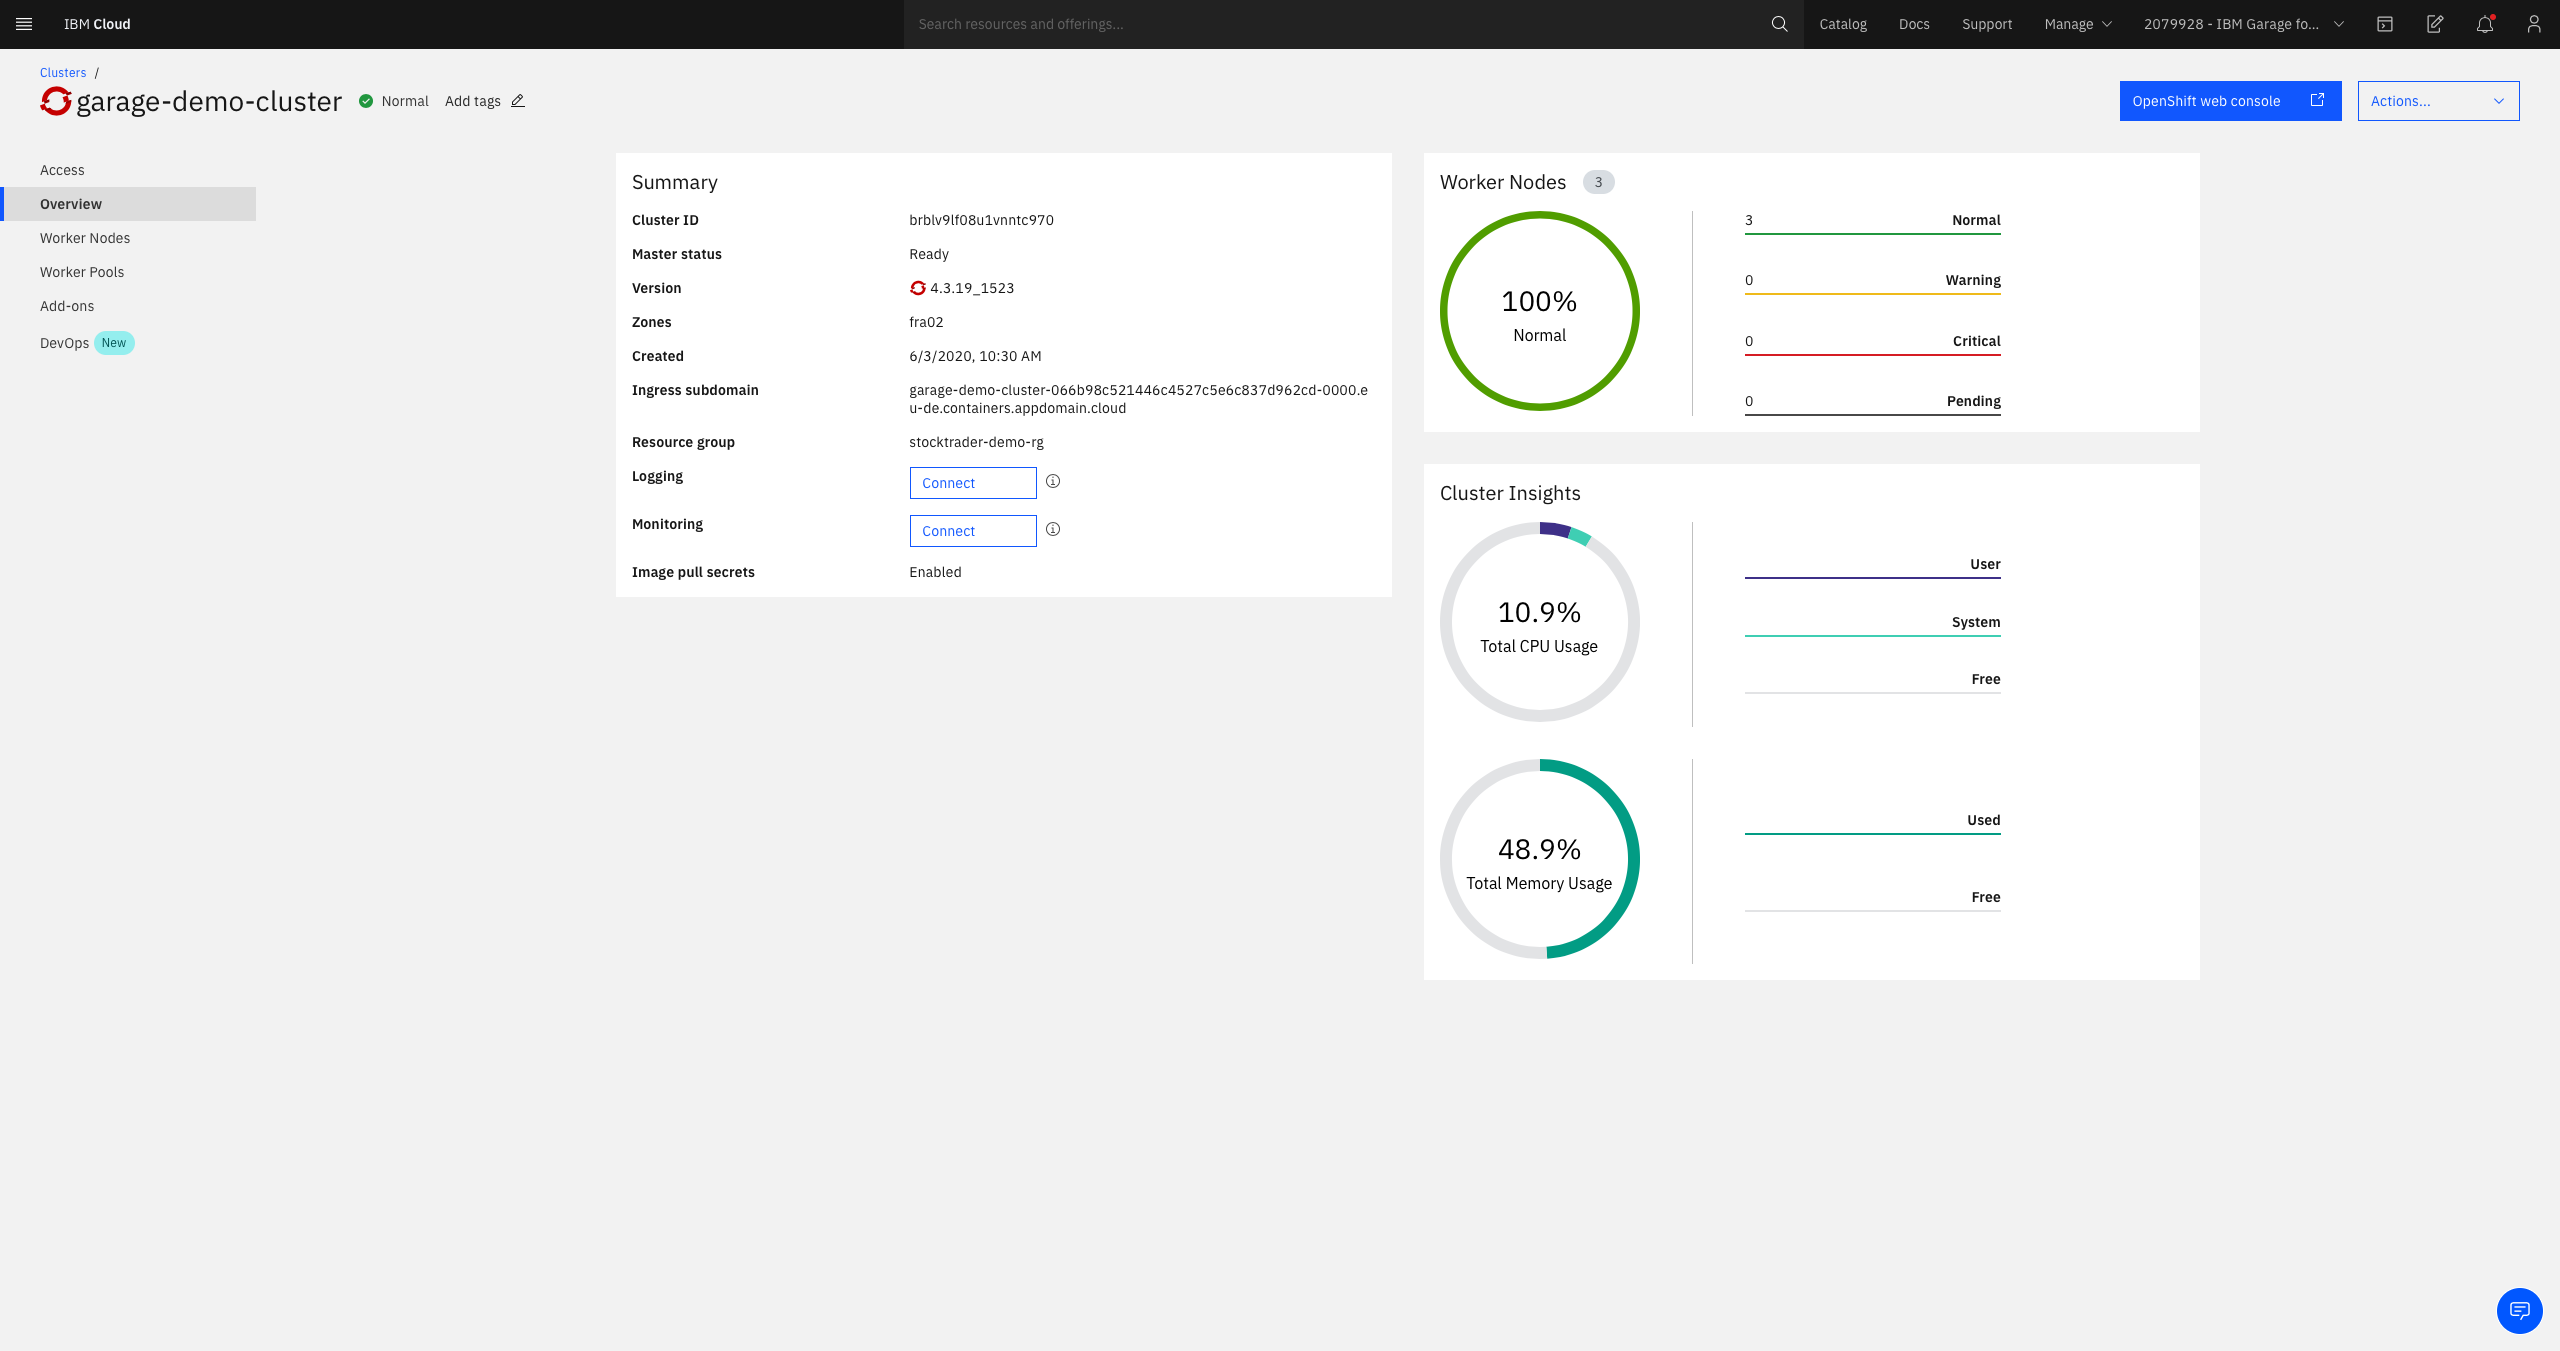 IBM Cloud
Search resources and offerings...
Catalog
Docs
Support
Manage
2079928 - IBM Garage fo...
Clusters /
garage-demo-cluster
Normal
Add tags
OpenShift web console
Actions...
Access
Overview
Worker Nodes
Worker Pools
Add-ons
DevOps New
Summary
Cluster ID brblv9lf08u1vnntc970
Master status Ready
Version 4.3.19_1523
Zones fra02
Created 6/3/2020, 10:30 AM
Ingress subdomain garage-demo-cluster-066b98c521446c4527c5e6c837d962cd-0000.e
u-de.containers.appdomain.cloud
Resource group stocktrader-demo-rg
Logging Connect
Monitoring Connect
Image pull secrets Enabled
Worker Nodes 3
100%
Normal
3 Normal
0 Warning
0 Critical
0 Pending
Cluster Insights
10.9%
Total CPU Usage
User
System
Free
48.9%
Total Memory Usage
Used
Free